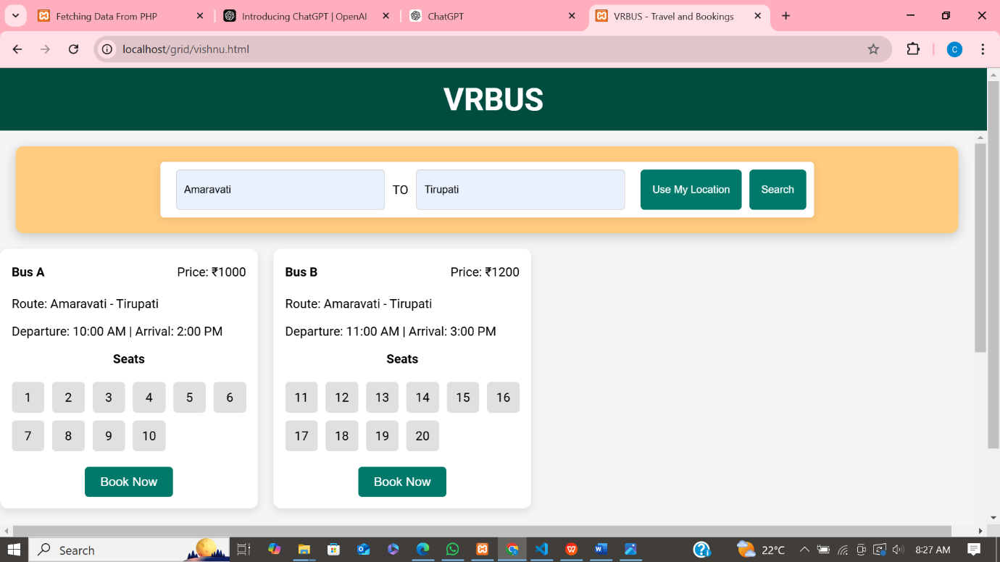 Fetching Data From PHP
Introducing ChatGPT | OpenAI
ChatGPT
VRBUS - Travel and Bookings
localhost/grid/vishnu.html
C
VRBUS
Amaravati TO Tirupati Use My Location Search
Bus A Price: ₹1000
Route: Amaravati - Tirupati
Departure: 10:00 AM | Arrival: 2:00 PM
Seats
1 2 3 4 5 6
7 8 9 10
Book Now
Bus B Price: ₹1200
Route: Amaravati - Tirupati
Departure: 11:00 AM | Arrival: 3:00 PM
Seats
11 12 13 14 15 16
17 18 19 20
Book Now
Search 22°C 8:27 AM